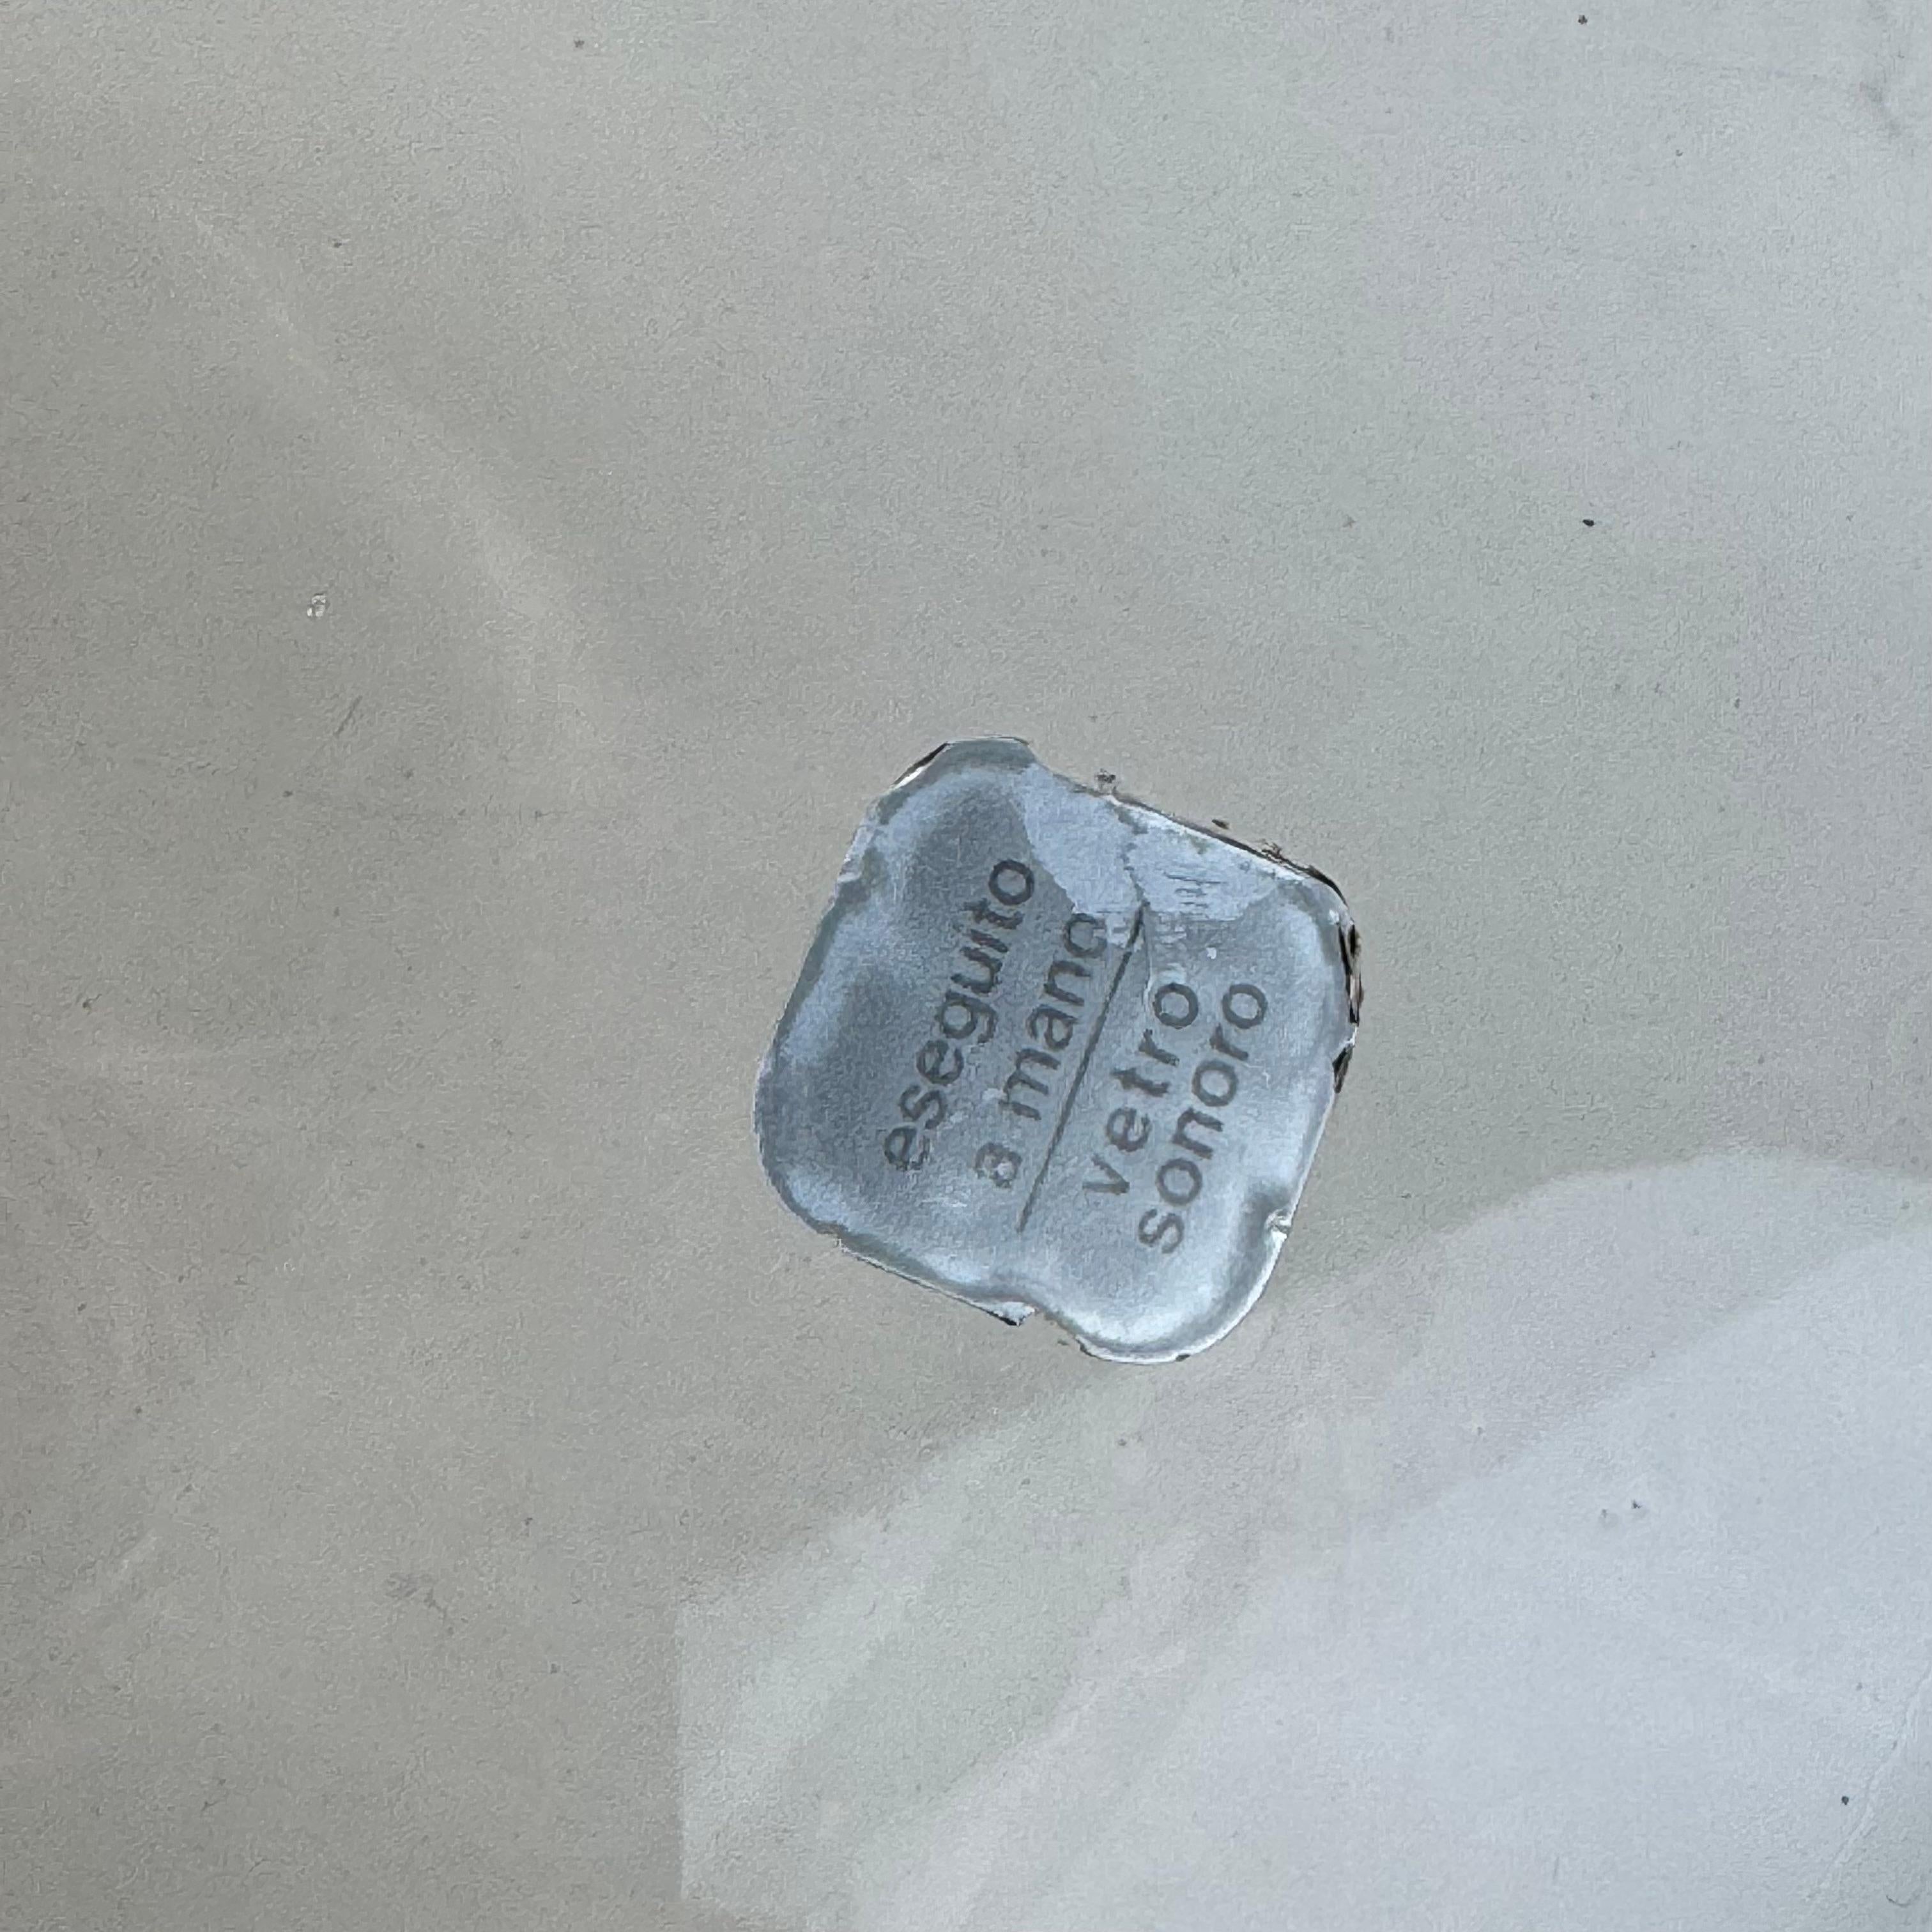 eseguito
a mano
vetro
sonoro